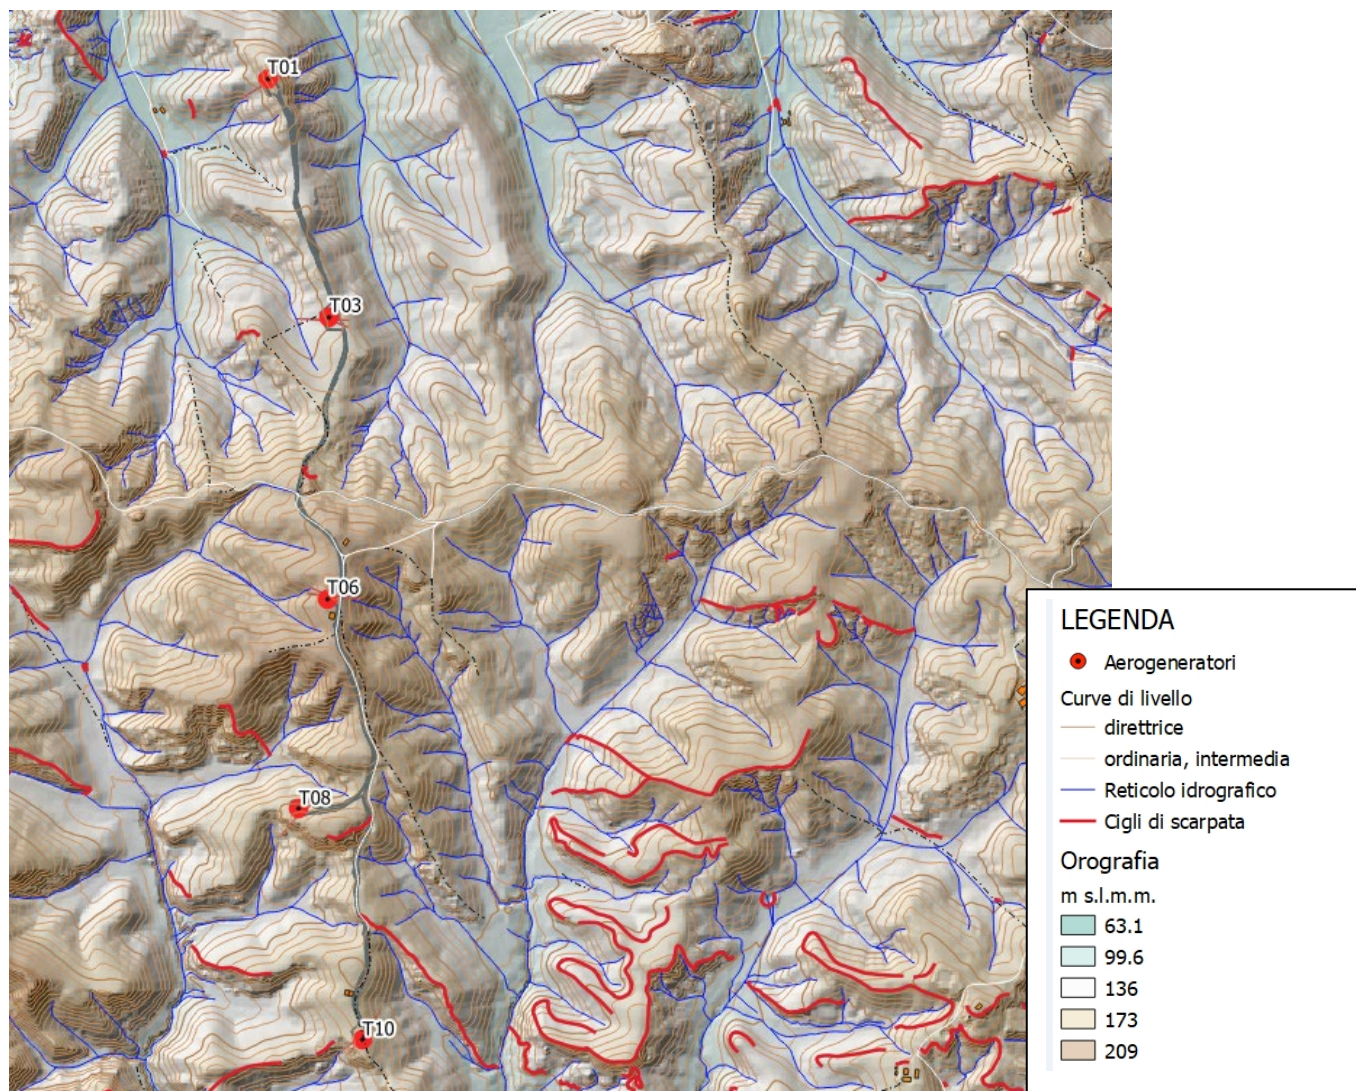 T01
T03
T06
T08
T10
LEGENDA
Aerogeneratori
Curve di livello
direttrice
ordinaria, intermedia
Reticolo idrografico
Cigli di scarpata
Orografia
m s.l.m.m.
63.1
99.6
136
173
209